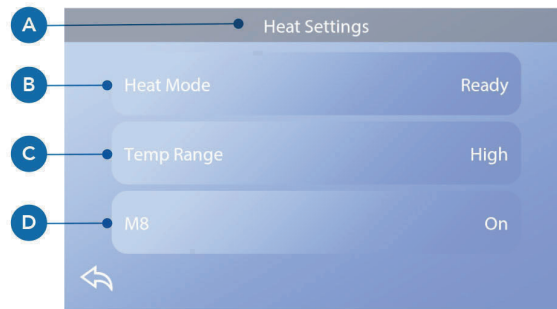 A Heat Settings
B Heat Mode Ready
C Temp Range High
D M8 On